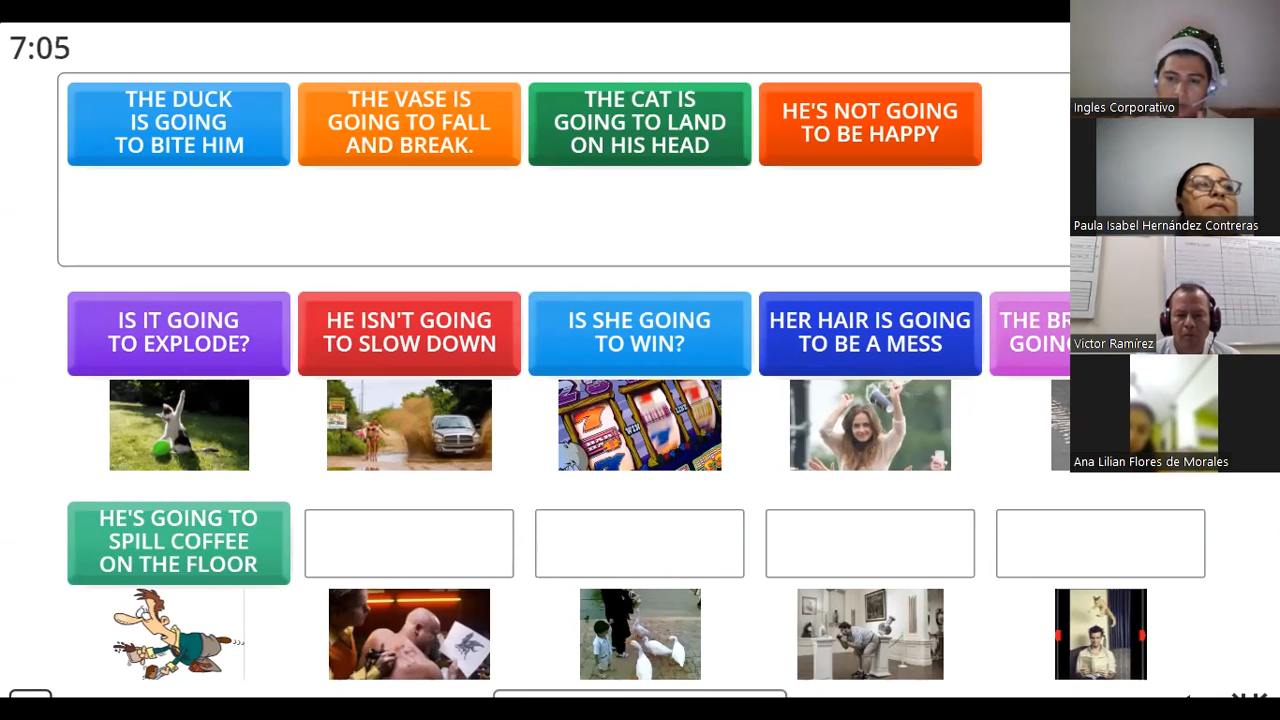 7:05
THE DUCK
IS GOING
TO BITE HIM
THE VASE IS
GOING TO FALL
AND BREAK.
THE CAT IS
GOING TO LAND
ON HIS HEAD
HE'S NOT GOING
TO BE HAPPY
Ingles Corporativo
Paula Isabel Hernández Contreras
IS IT GOING
TO EXPLODE?
HE ISN'T GOING
TO SLOW DOWN
IS SHE GOING
TO WIN?
HER HAIR IS GOING
TO BE A MESS
THE BR
GOING
Victor Ramírez
Ana Lilian Flores de Morales
HE'S GOING TO
SPILL COFFEE
ON THE FLOOR